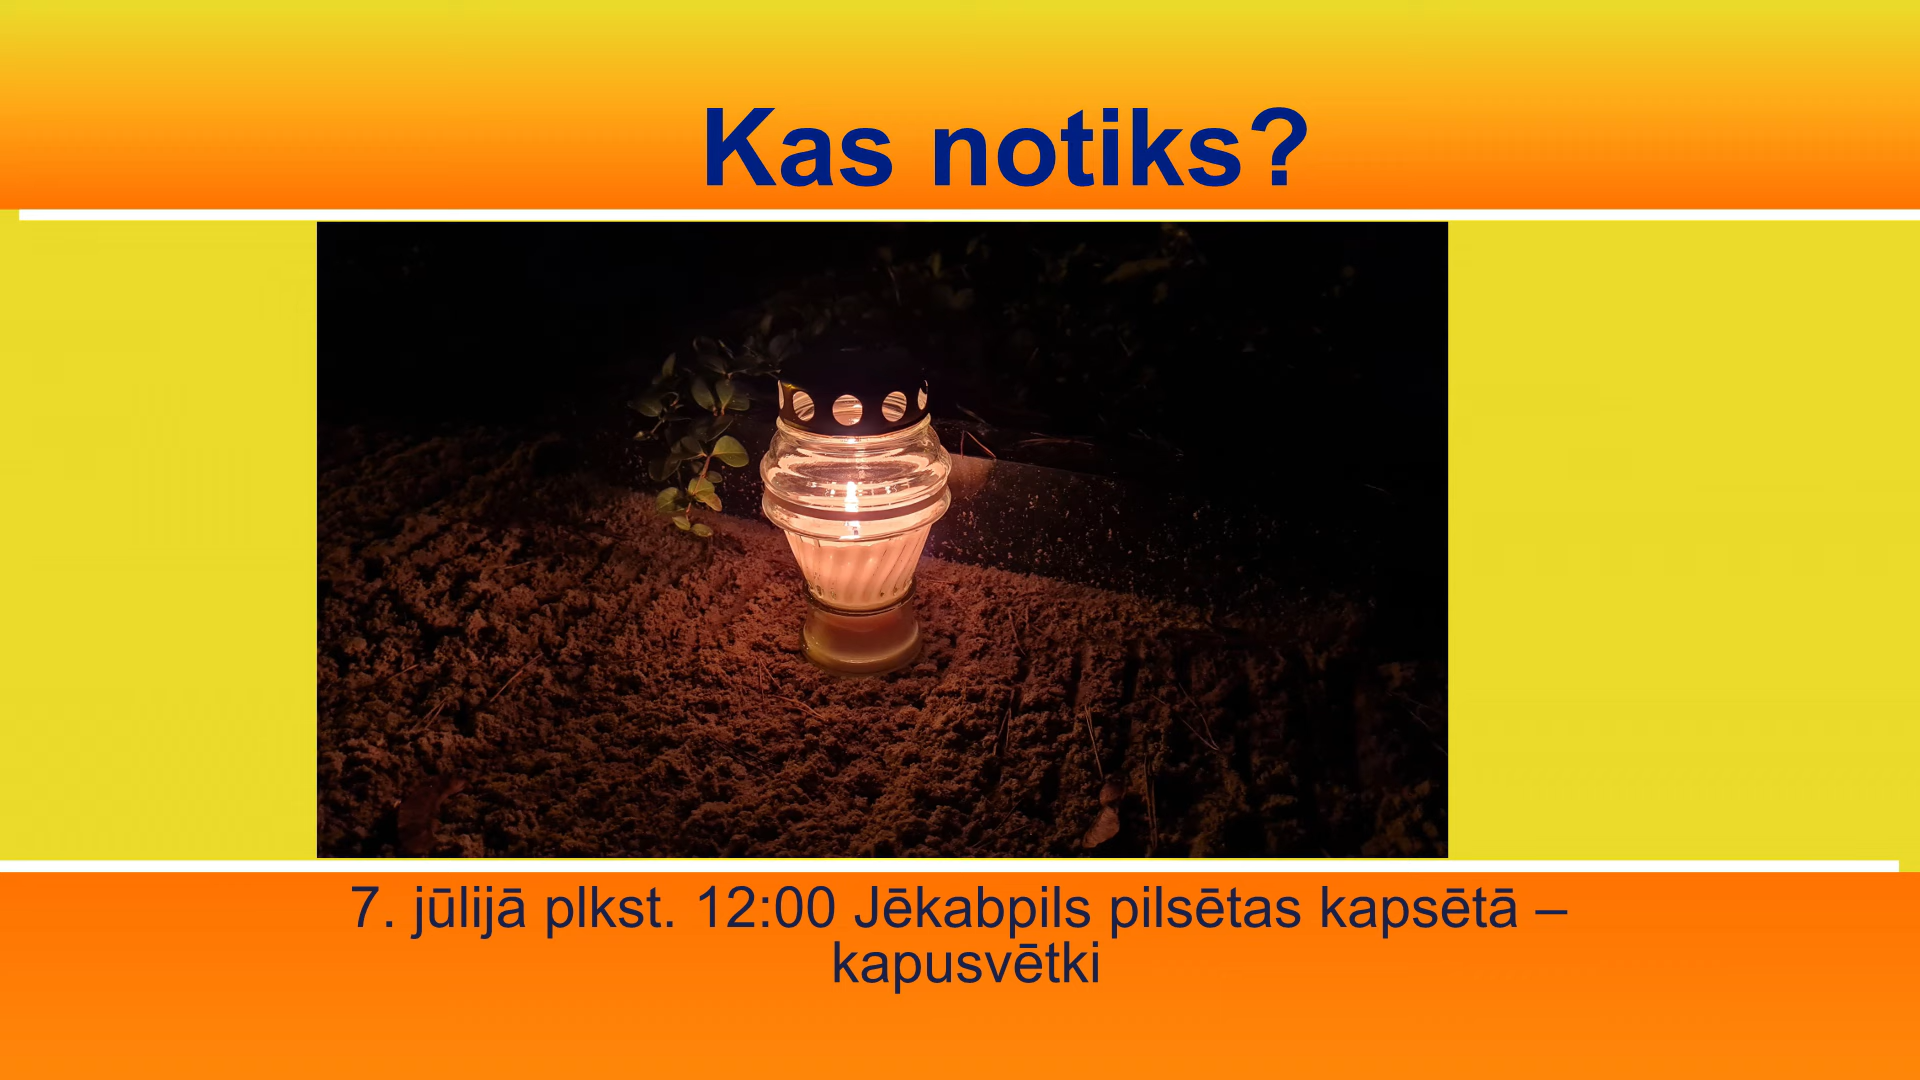 Kas notiks?
7. jūlijā plkst. 12:00 Jēkabpils pilsētas kapsētā –
kapusvētki